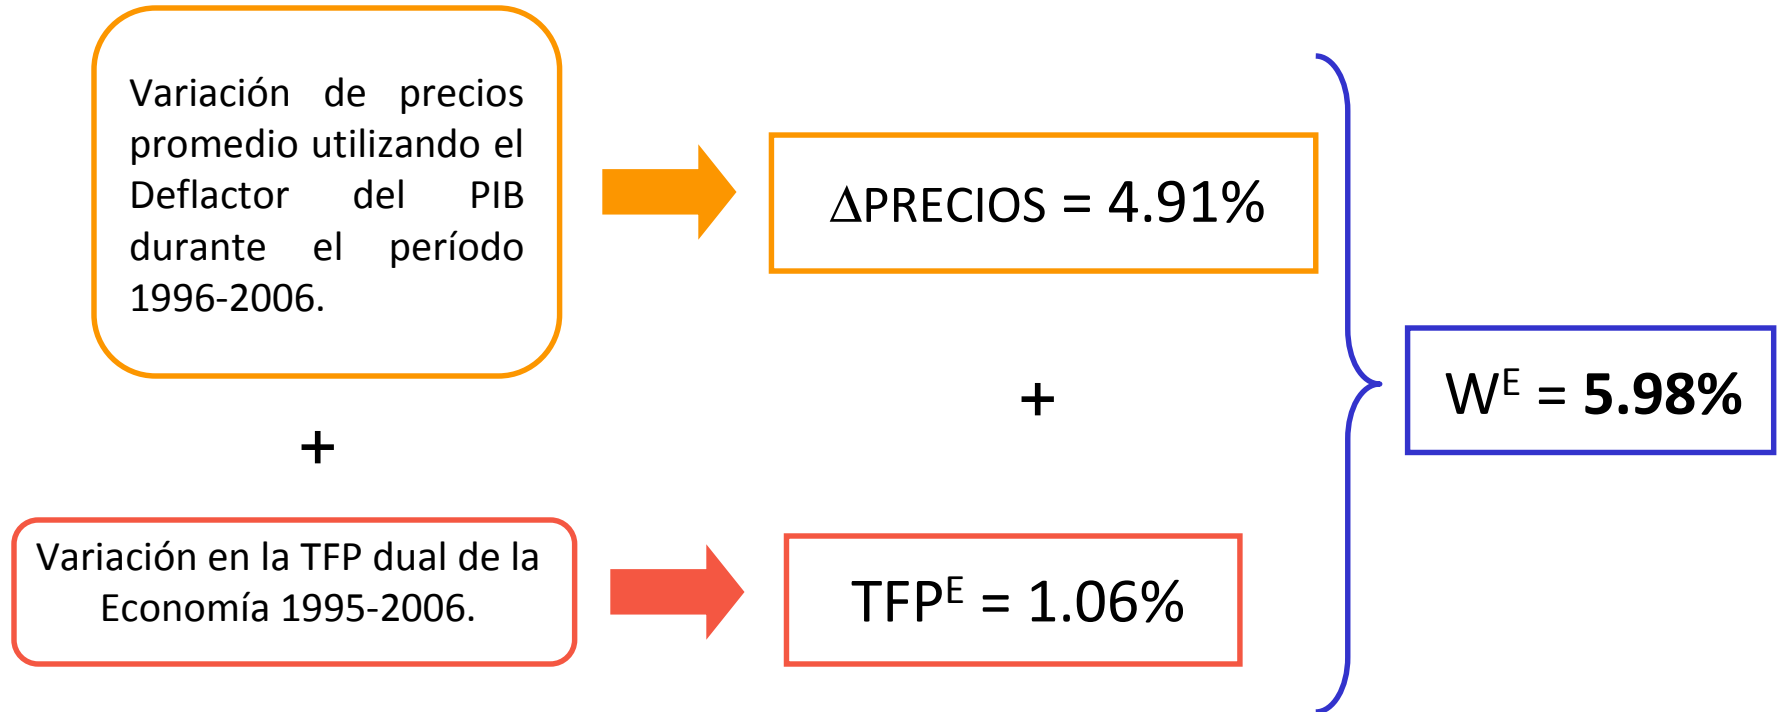 Variación de precios
promedio utilizando el
Deflactor del PIB
durante el período
1996-2006.
+
Variación en la TFP dual de la
Economía 1995-2006.
∆PRECIOS = 4.91%
+
TFPᴱ = 1.06%
Wᴱ = 5.98%